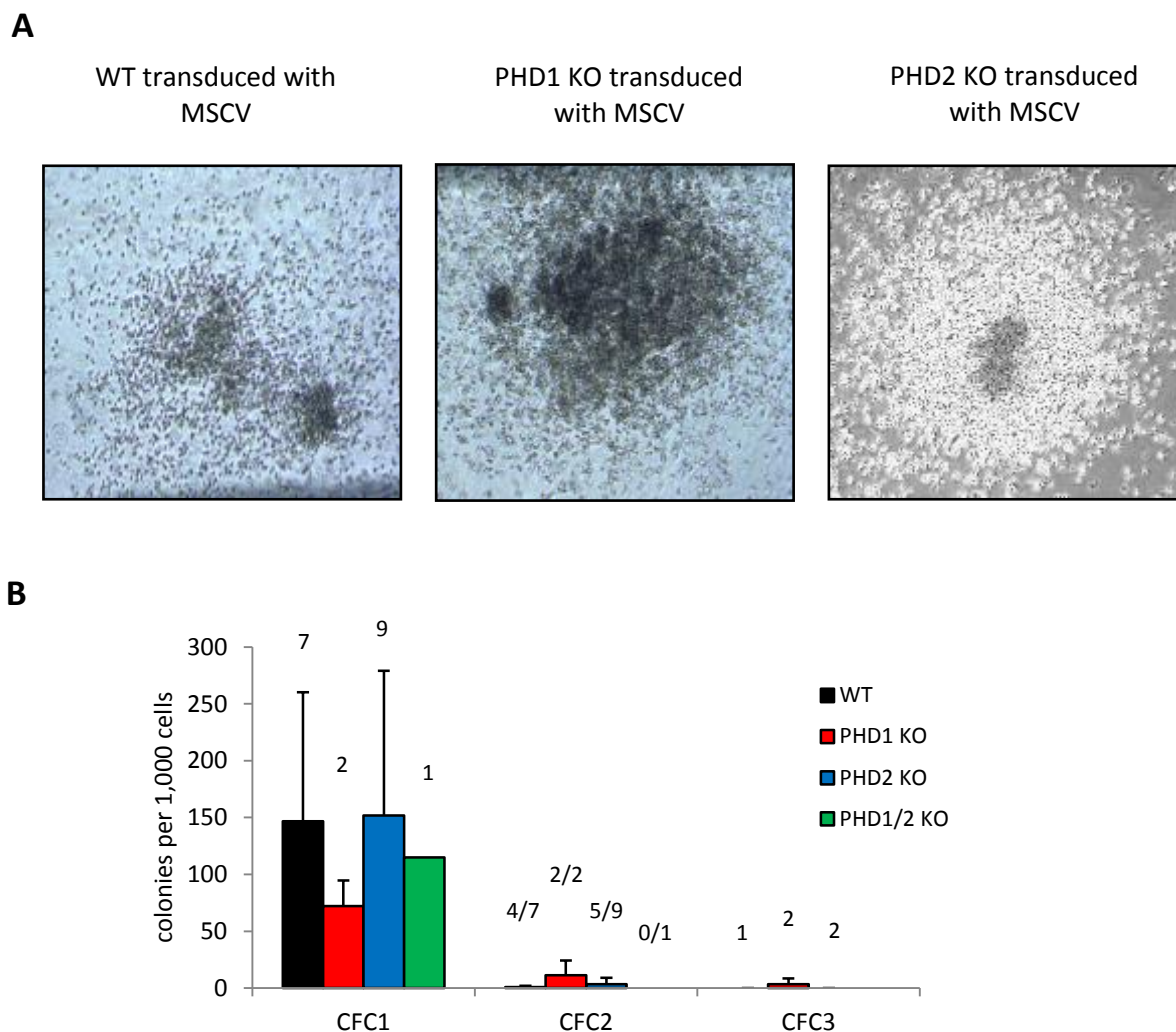 A
WT transduced with
MSCV
PHD1 KO transduced
with MSCV
PHD2 KO transduced
with MSCV
B
colonies per 1,000 cells
300
250
200
150
100
50
0
7
2
9
1
4/7
2/2
5/9
0/1
1
2
2
CFC1
CFC2
CFC3
WT
PHD1 KO
PHD2 KO
PHD1/2 KO